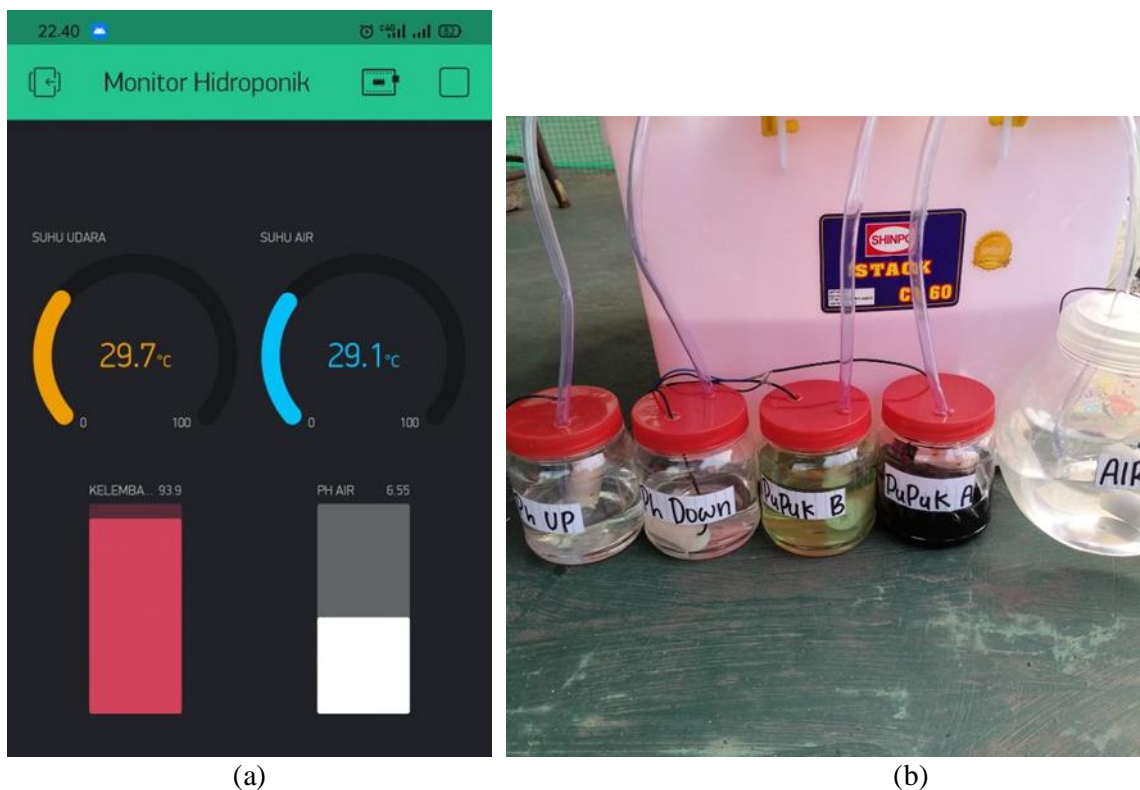 22.40
Monitor Hidroponik
SUHU UDARA
SUHU AIR
29.7°C
29.1°C
0 100
0 100
KELEMBA... 93.9
PH AIR 6.55
SHINPO
STACK
60
Ph UP
Ph Down
PuPuk B
PuPuk A
AIR
(a)
(b)